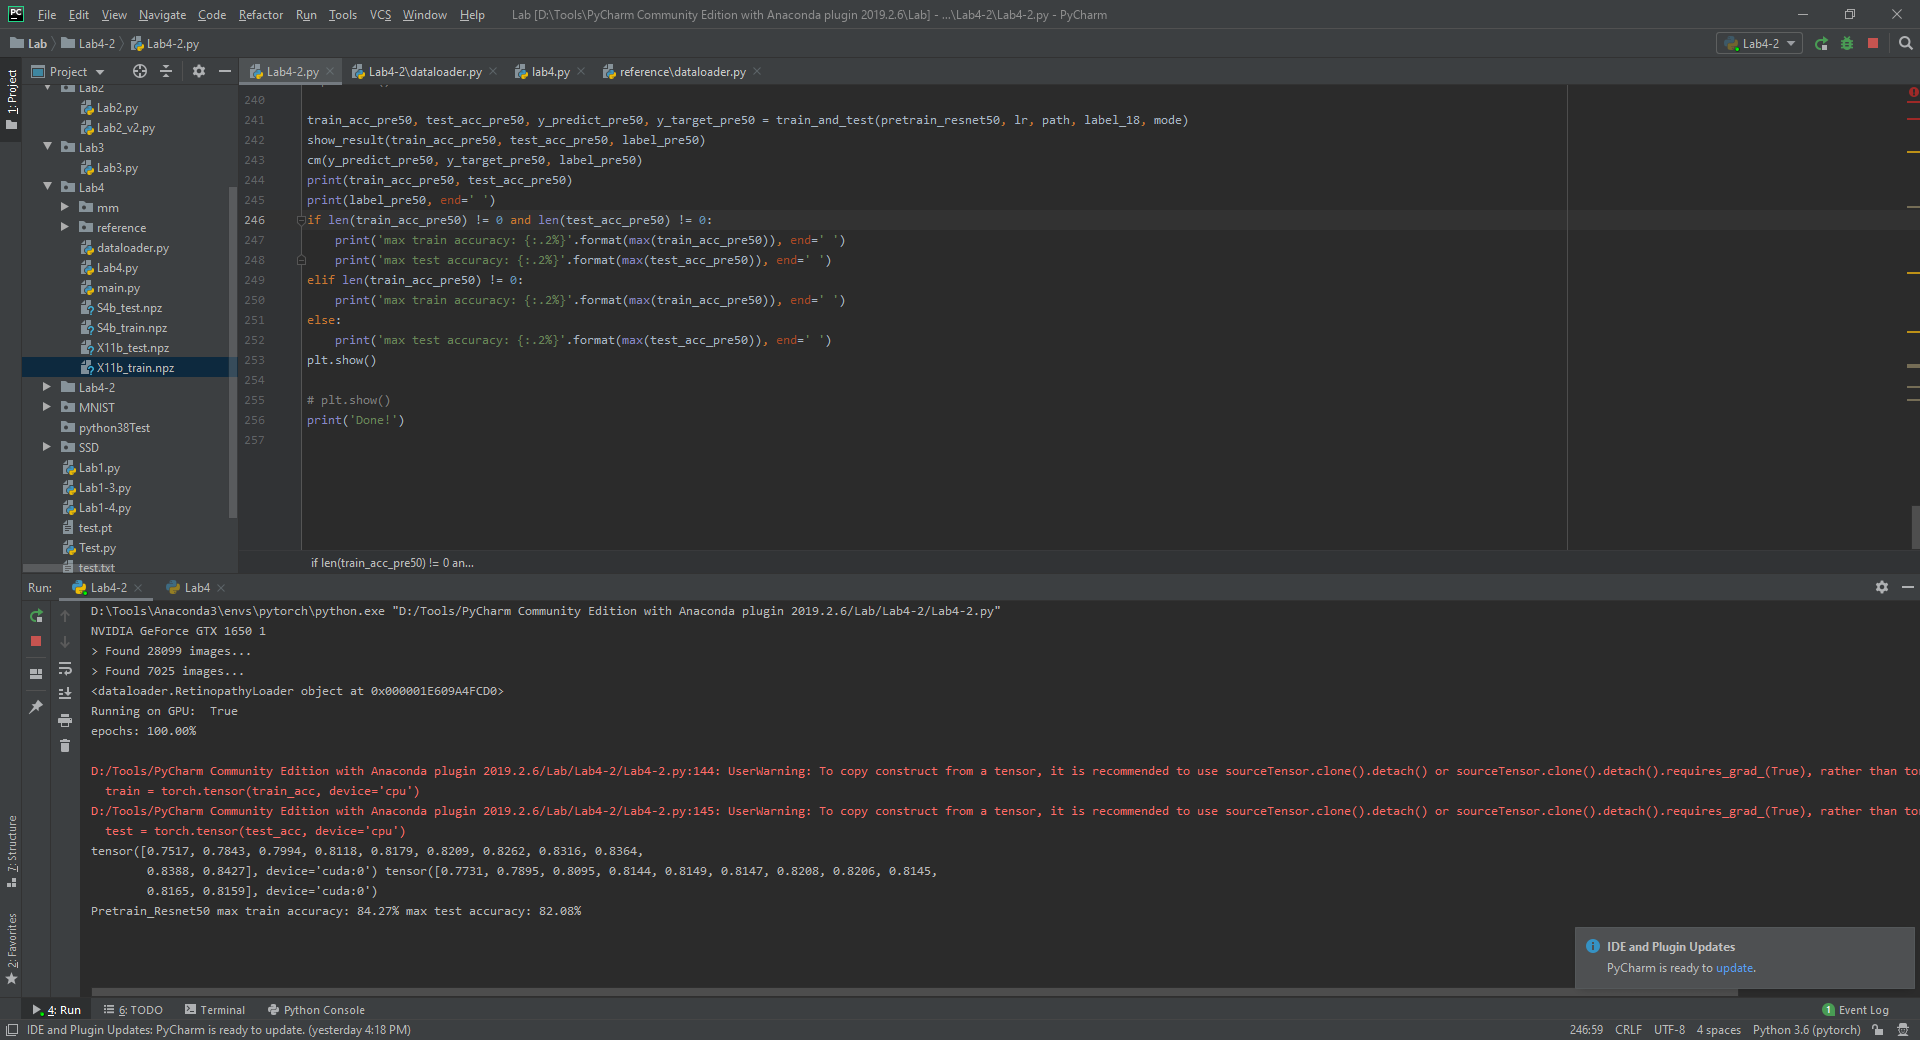 PC File Edit View Navigate Code Refactor Run Tools VCS Window Help Lab [D:\Tools\PyCharm Community Edition with Anaconda plugin 2019.2.6\Lab] - ...\Lab4-2\Lab4-2.py - PyCharm
Lab Lab4-2 Lab4-2.py Lab4-2
1: Project
Project
Lab4-2.py Lab4-2\dataloader.py lab4.py reference\dataloader.py
Lab2
Lab2.py
Lab2_v2.py
Lab3
Lab3.py
Lab4
mm
reference
dataloader.py
Lab4.py
main.py
S4b_test.npz
S4b_train.npz
X11b_test.npz
X11b_train.npz
Lab4-2
MNIST
python38Test
SSD
Lab1.py
Lab1-3.py
Lab1-4.py
test.pt
Test.py
test.txt
240
241 train_acc_pre50, test_acc_pre50, y_predict_pre50, y_target_pre50 = train_and_test(pretrain_resnet50, lr, path, label_18, mode)
242 show_result(train_acc_pre50, test_acc_pre50, label_pre50)
243 cm(y_predict_pre50, y_target_pre50, label_pre50)
244 print(train_acc_pre50, test_acc_pre50)
245 print(label_pre50, end=' ')
246 if len(train_acc_pre50) != 0 and len(test_acc_pre50) != 0:
247     print('max train accuracy: {:.2%}'.format(max(train_acc_pre50)), end=' ')
248     print('max test accuracy: {:.2%}'.format(max(test_acc_pre50)), end=' ')
249 elif len(train_acc_pre50) != 0:
250     print('max train accuracy: {:.2%}'.format(max(train_acc_pre50)), end=' ')
251 else:
252     print('max test accuracy: {:.2%}'.format(max(test_acc_pre50)), end=' ')
253 plt.show()
254
255 # plt.show()
256 print('Done!')
257
if len(train_acc_pre50) != 0 an...
Run: Lab4-2 Lab4
D:\Tools\Anaconda3\envs\pytorch\python.exe "D:/Tools/PyCharm Community Edition with Anaconda plugin 2019.2.6/Lab/Lab4-2/Lab4-2.py"
NVIDIA GeForce GTX 1650 1
> Found 28099 images...
> Found 7025 images...
<dataloader.RetinopathyLoader object at 0x000001E609A4FCD0>
Running on GPU:  True
epochs: 100.00%
D:/Tools/PyCharm Community Edition with Anaconda plugin 2019.2.6/Lab/Lab4-2/Lab4-2.py:144: UserWarning: To copy construct from a tensor, it is recommended to use sourceTensor.clone().detach() or sourceTensor.clone().detach().requires_grad_(True), rather than to
  train = torch.tensor(train_acc, device='cpu')
D:/Tools/PyCharm Community Edition with Anaconda plugin 2019.2.6/Lab/Lab4-2/Lab4-2.py:145: UserWarning: To copy construct from a tensor, it is recommended to use sourceTensor.clone().detach() or sourceTensor.clone().detach().requires_grad_(True), rather than to
  test = torch.tensor(test_acc, device='cpu')
tensor([0.7517, 0.7843, 0.7994, 0.8118, 0.8179, 0.8209, 0.8262, 0.8316, 0.8364,
        0.8388, 0.8427], device='cuda:0') tensor([0.7731, 0.7895, 0.8095, 0.8144, 0.8149, 0.8147, 0.8208, 0.8206, 0.8145,
        0.8165, 0.8159], device='cuda:0')
Pretrain_Resnet50 max train accuracy: 84.27% max test accuracy: 82.08%
7: Structure
2: Favorites
IDE and Plugin Updates
PyCharm is ready to update.
4: Run 6: TODO Terminal Python Console 1 Event Log
IDE and Plugin Updates: PyCharm is ready to update. (yesterday 4:18 PM) 246:59 CRLF UTF-8 4 spaces Python 3.6 (pytorch)